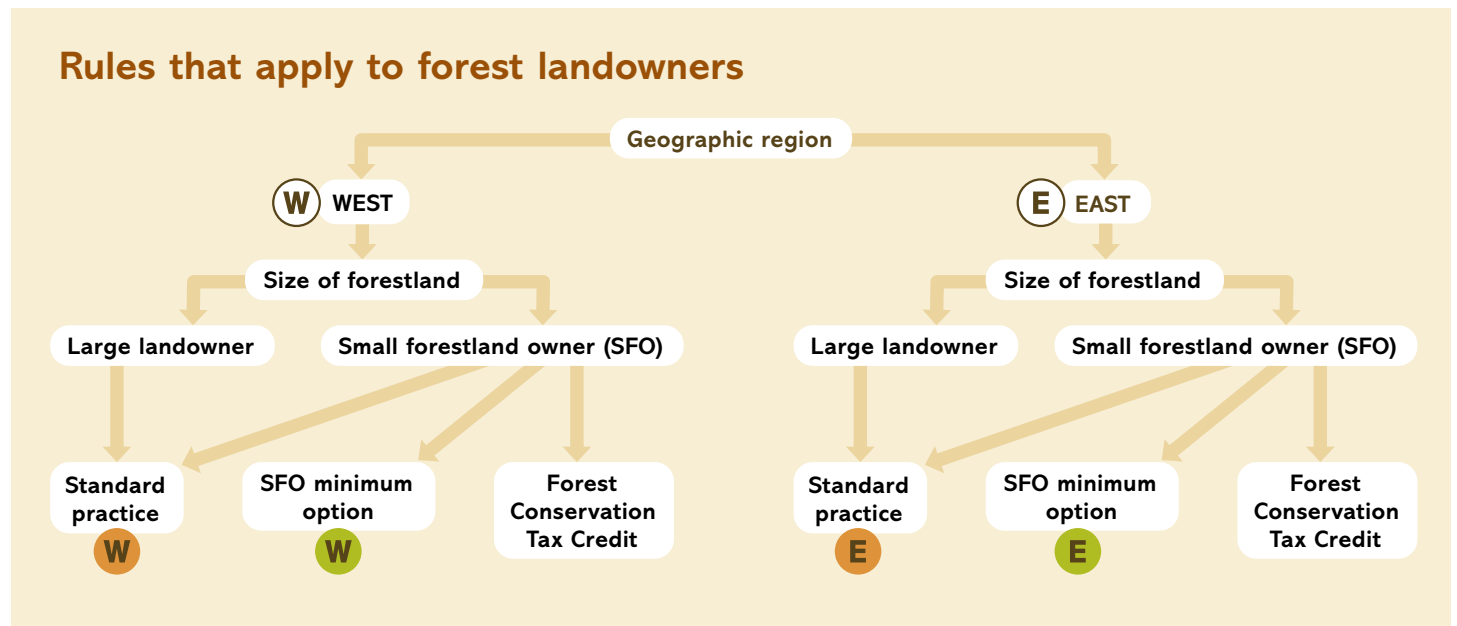 Rules that apply to forest landowners
Geographic region
W WEST
E EAST
Size of forestland
Size of forestland
Large landowner
Small forestland owner (SFO)
Large landowner
Small forestland owner (SFO)
Standard
practice
W
SFO minimum
option
W
Forest
Conservation
Tax Credit
Standard
practice
E
SFO minimum
option
E
Forest
Conservation
Tax Credit